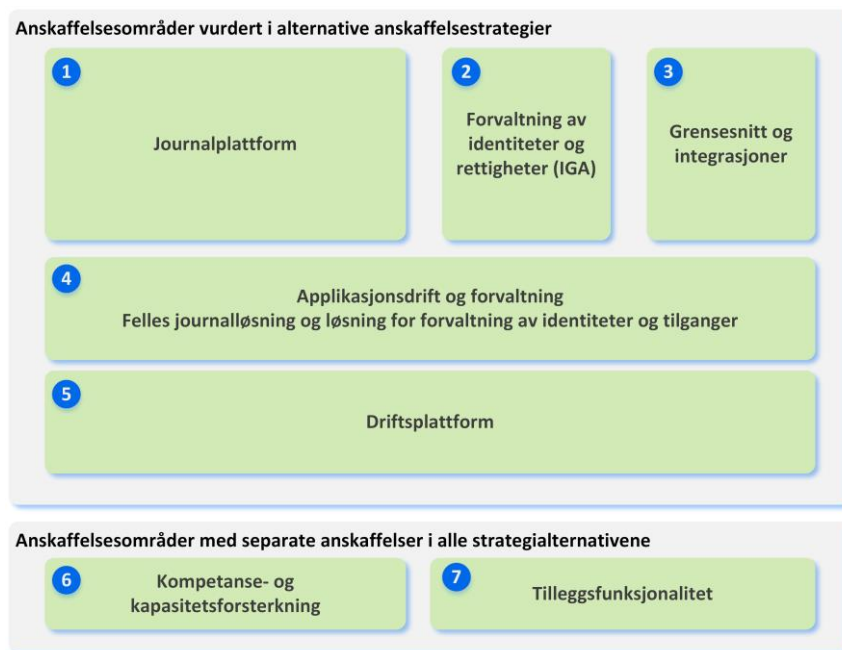 Anskaffelsesområder vurdert i alternative anskaffelsestrategier
1
Journalplattform
2
Forvaltning av
identiteter og
rettigheter (IGA)
3
Grensesnitt og
integrasjoner
4
Applikasjonsdrift og forvaltning
Felles journalløsning og løsning for forvaltning av identiteter og tilganger
5
Driftsplattform
Anskaffelsesområder med separate anskaffelser i alle strategialternativene
6
Kompetanse- og
kapasitetsforsterkning
7
Tilleggsfunksjonalitet